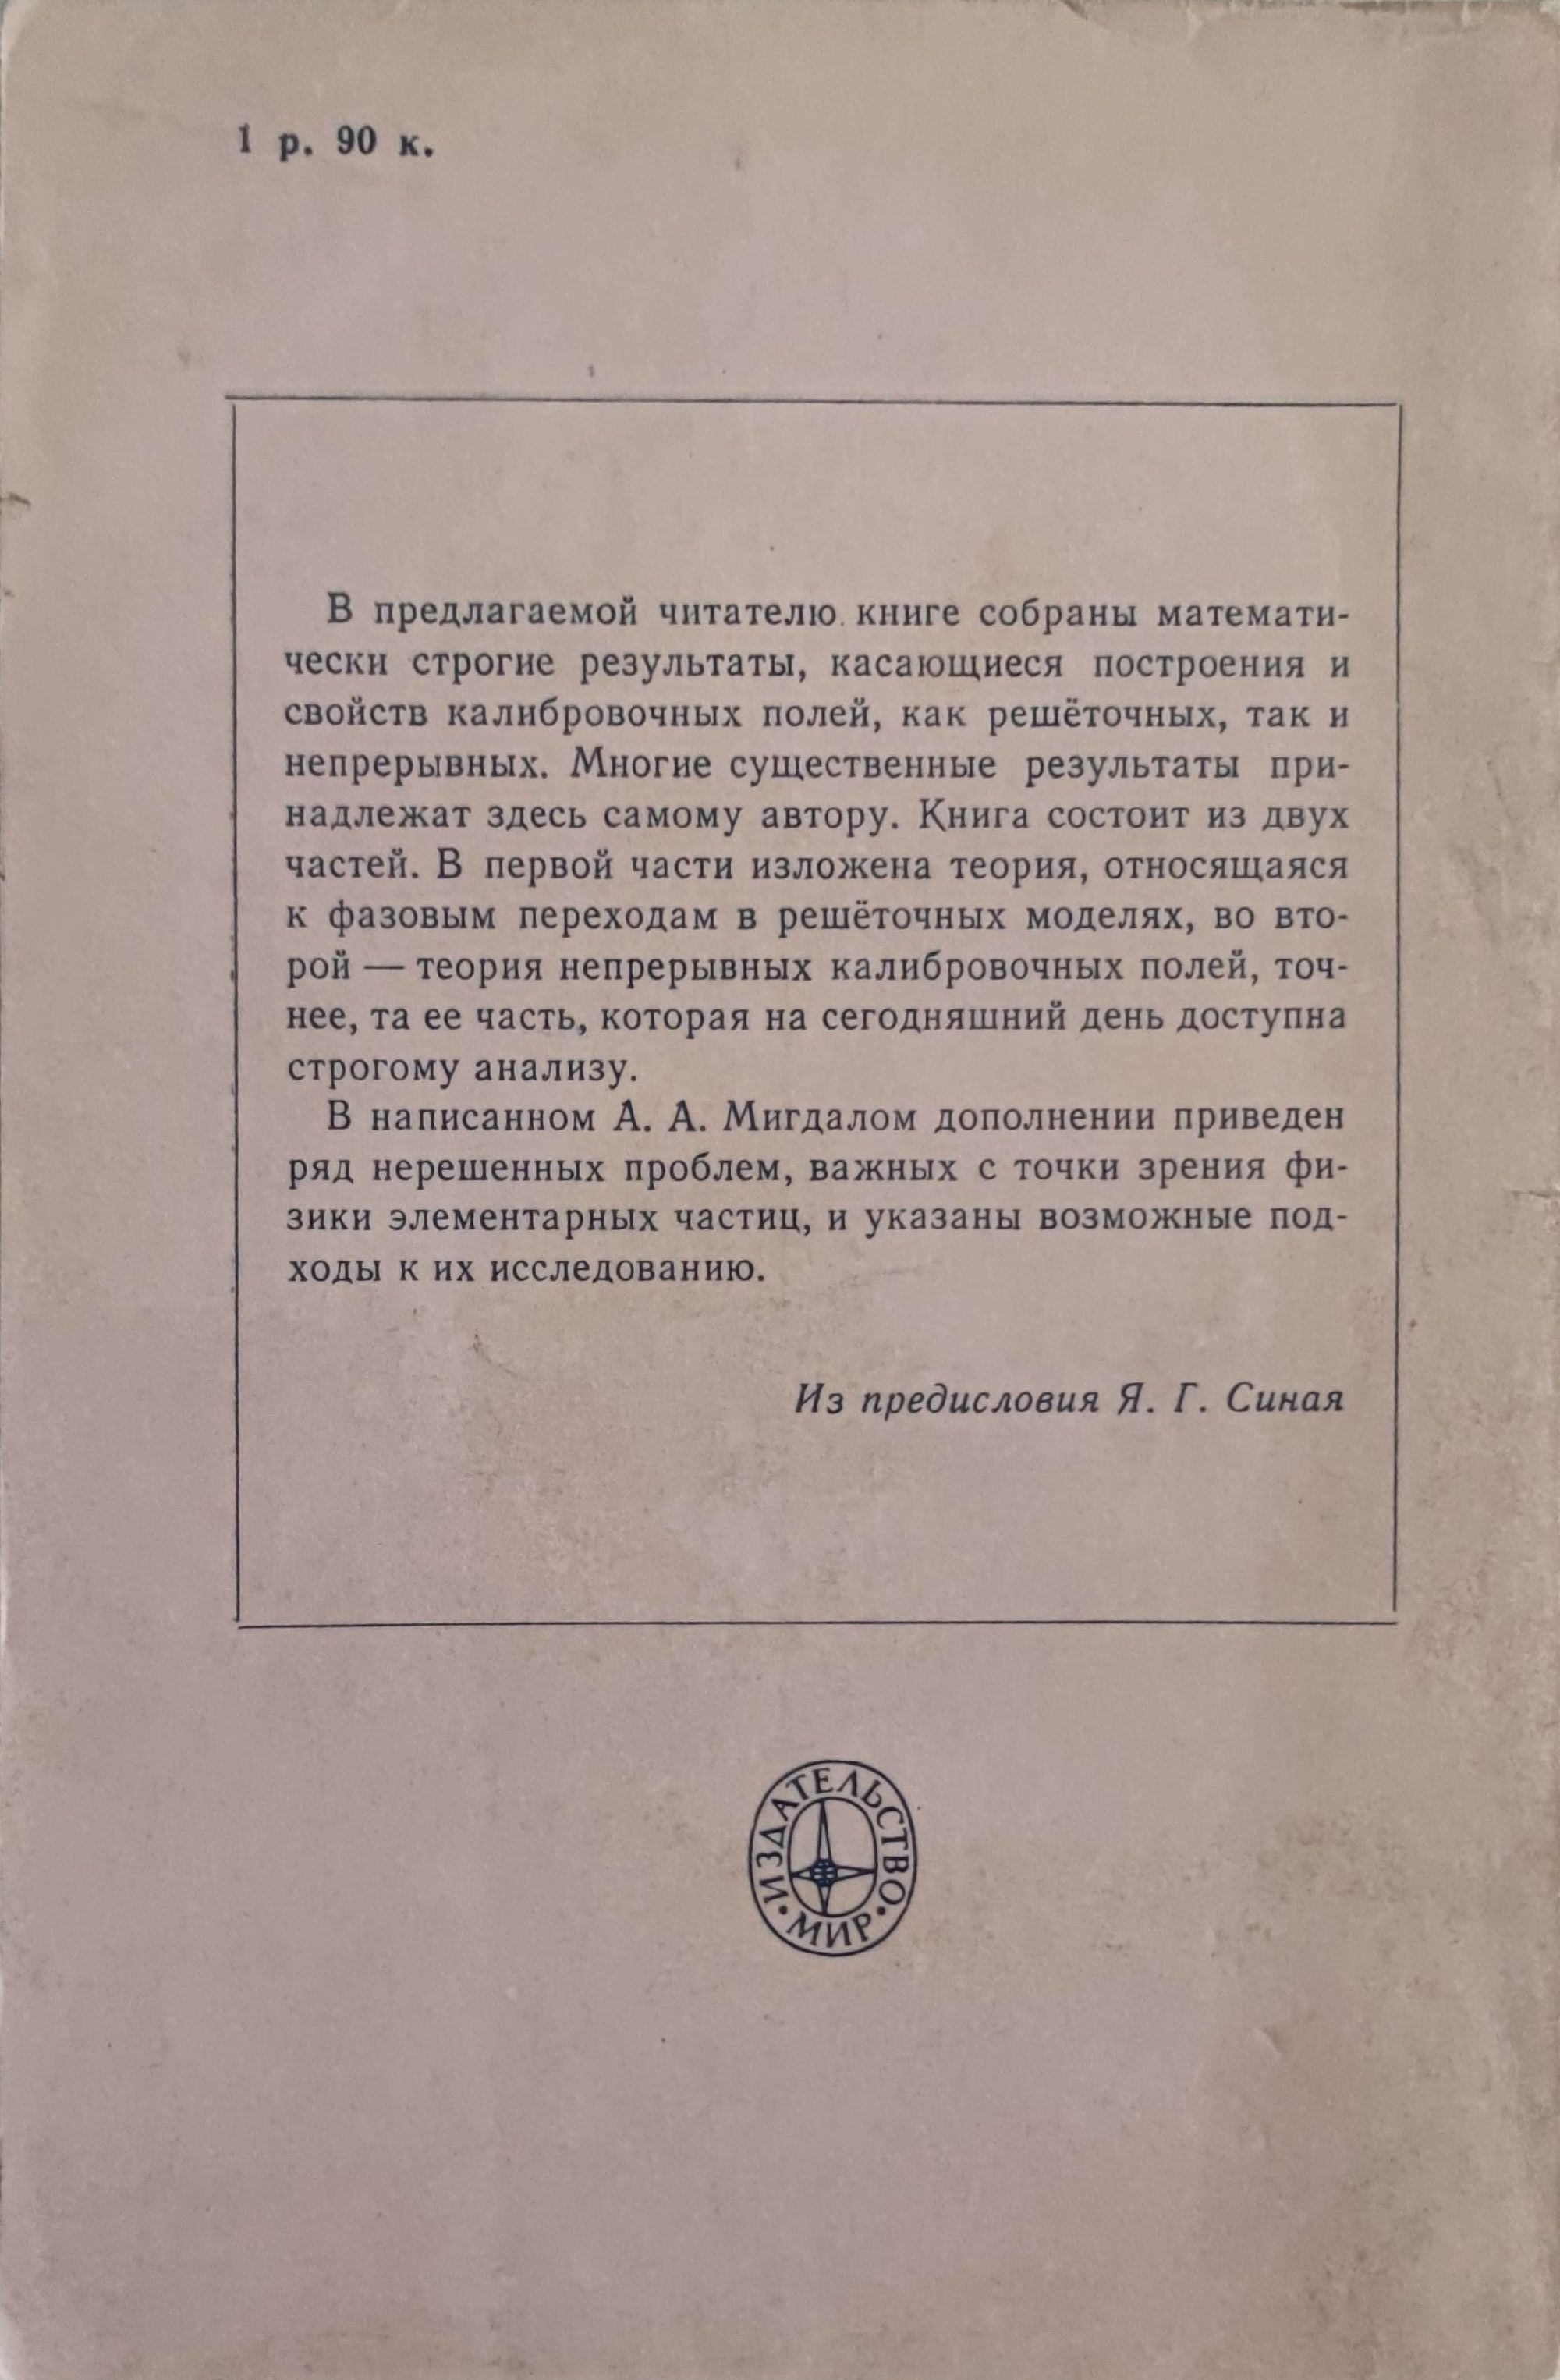 1 р. 90 к.
В предлагаемой читателю книге собраны математи-
чески строгие результаты, касающиеся построения и
свойств калибровочных полей, как решёточных, так и
непрерывных. Многие существенные результаты при-
надлежат здесь самому автору. Книга состоит из двух
частей. В первой части изложена теория, относящаяся
к фазовым переходам в решёточных моделях, во вто-
рой — теория непрерывных калибровочных полей, точ-
нее, та ее часть, которая на сегодняшний день доступна
строгому анализу.
В написанном А. А. Мигдалом дополнении приведен
ряд нерешенных проблем, важных с точки зрения фи-
зики элементарных частиц, и указаны возможные под-
ходы к их исследованию.
Из предисловия Я. Г. Синая
ИЗДАТЕЛЬСТВО
• МИР •